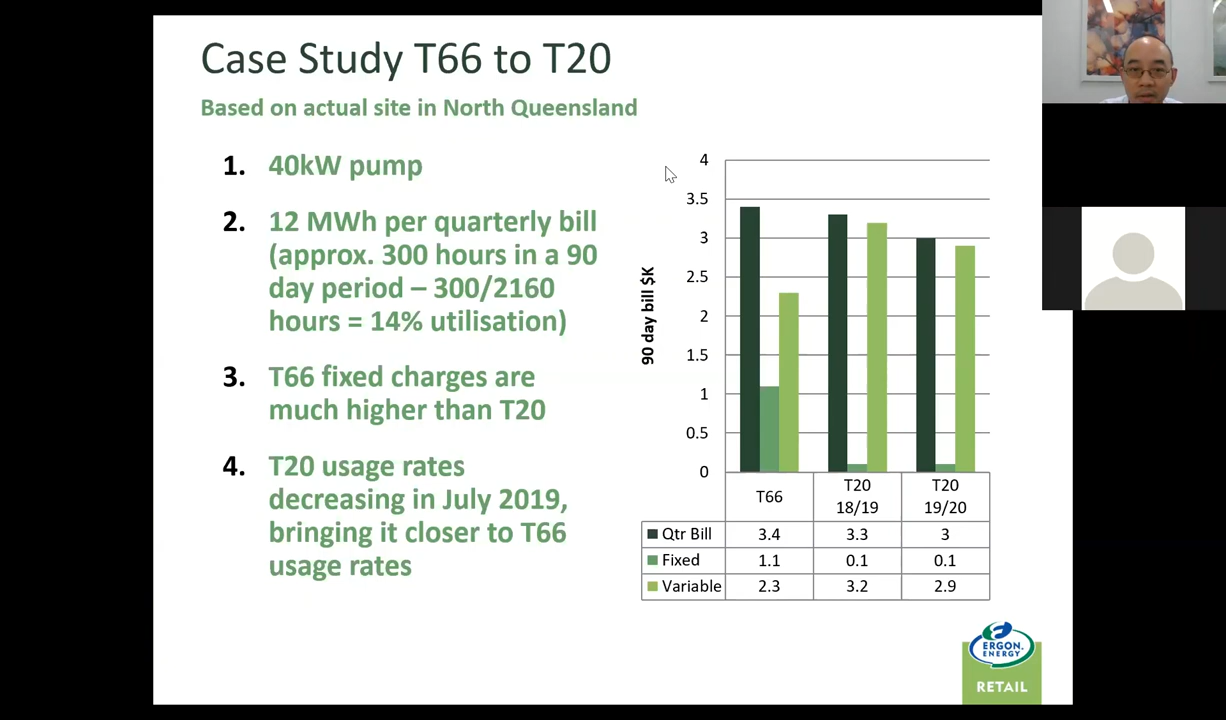 Case Study T66 to T20
Based on actual site in North Queensland
1. 40kW pump
2. 12 MWh per quarterly bill
(approx. 300 hours in a 90
day period – 300/2160
hours = 14% utilisation)
3. T66 fixed charges are
much higher than T20
4. T20 usage rates
decreasing in July 2019,
bringing it closer to T66
usage rates
90 day bill $K
4
3.5
3
2.5
2
1.5
1
0.5
0
T66
T20
18/19
T20
19/20
Qtr Bill 3.4 3.3 3
Fixed 1.1 0.1 0.1
Variable 2.3 3.2 2.9
ERGON.
ENERGY
RETAIL